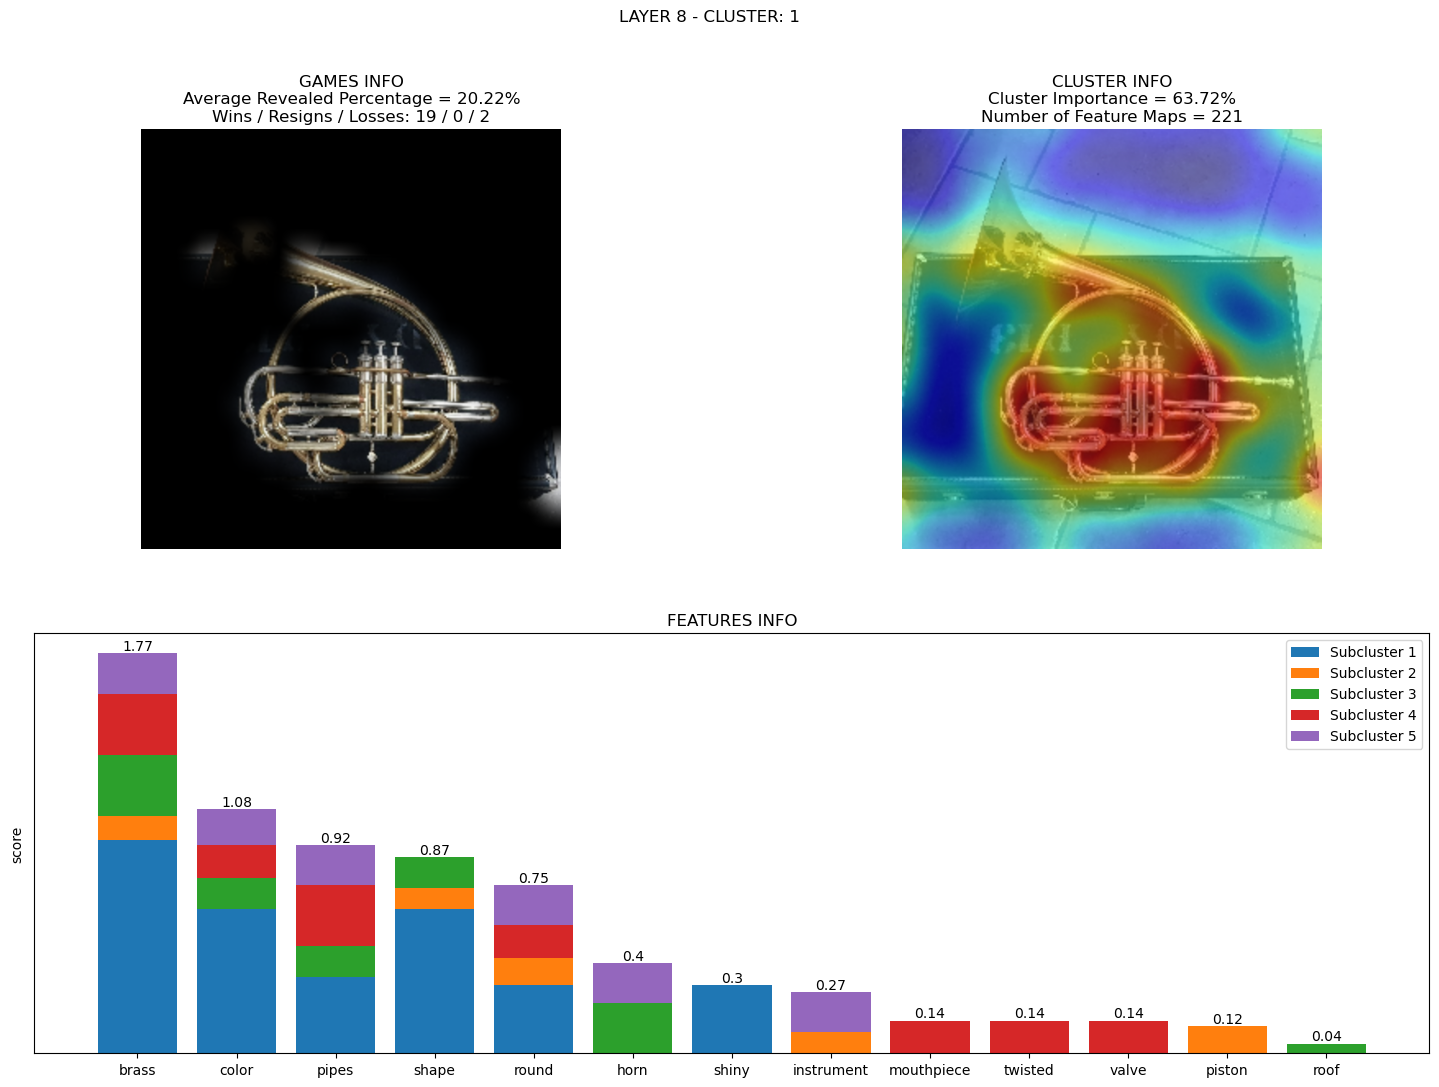 LAYER 8 - CLUSTER: 1
GAMES INFO
Average Revealed Percentage = 20.22%
Wins / Resigns / Losses: 19 / 0 / 2
CLUSTER INFO
Cluster Importance = 63.72%
Number of Feature Maps = 221
FEATURES INFO
1.77
1.08
0.92
0.87
0.75
0.4
0.3
0.27
0.14
0.14
0.14
0.12
0.04
Subcluster 1
Subcluster 2
Subcluster 3
Subcluster 4
Subcluster 5
score
brass
color
pipes
shape
round
horn
shiny
instrument
mouthpiece
twisted
valve
piston
roof